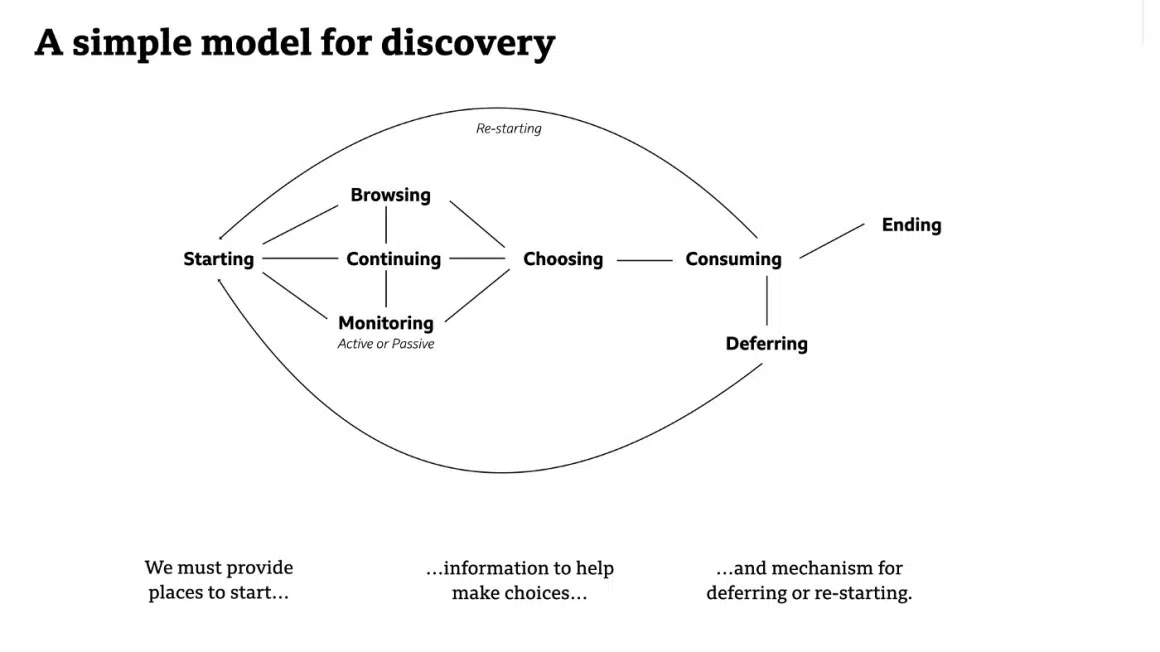 A simple model for discovery
Re-starting
Browsing
Starting
Continuing
Choosing
Consuming
Ending
Monitoring
Active or Passive
Deferring
We must provide
places to start…
…information to help
make choices…
…and mechanism for
deferring or re-starting.